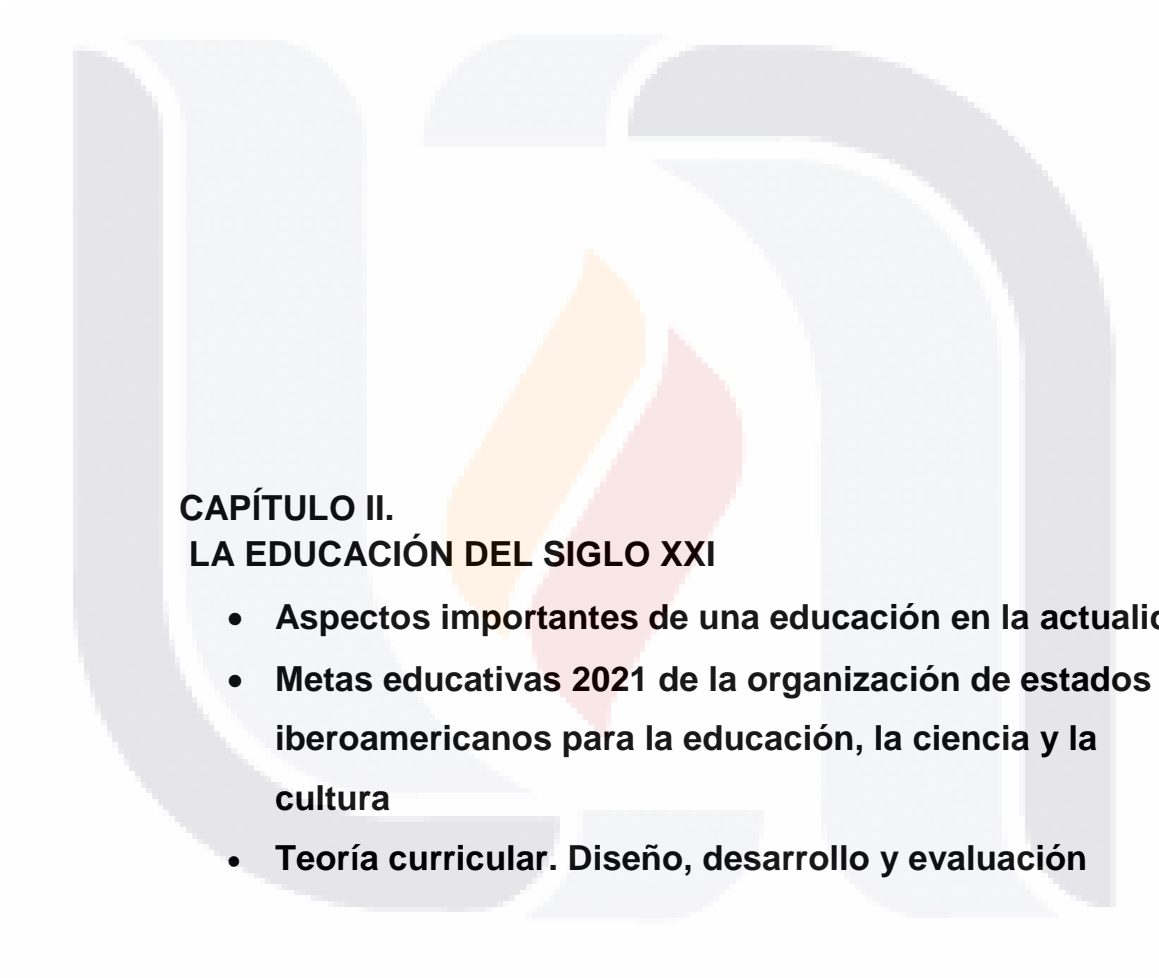 CAPÍTULO II.
LA EDUCACIÓN DEL SIGLO XXI
• Aspectos importantes de una educación en la
• Metas educativas 2021 de la organización de estados
iberoamericanos para la educación, la ciencia y la
cultura
• Teoría curricular. Diseño, desarrollo y evaluación